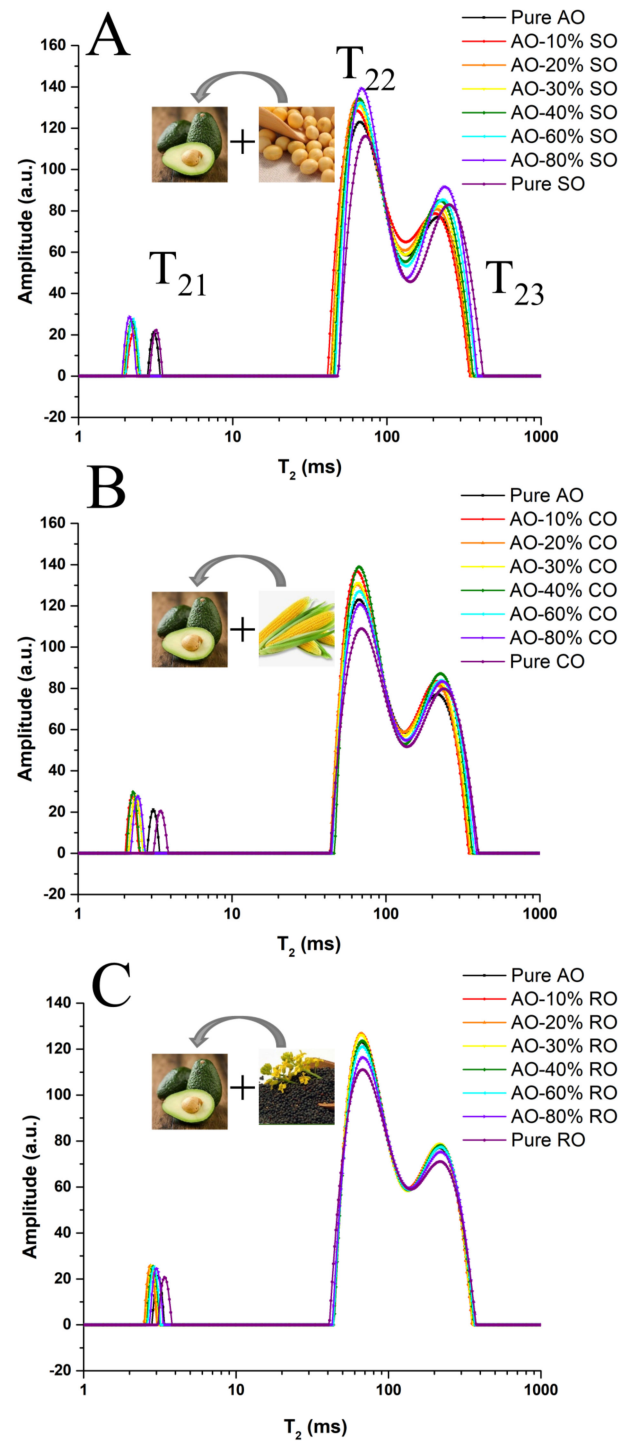 A
Pure AO
AO-10% SO
AO-20% SO
AO-30% SO
AO-40% SO
AO-60% SO
AO-80% SO
Pure SO
T22
T21
T23
+
160
140
120
100
80
60
40
20
0
-20
Amplitude (a.u.)
1 10 100 1000
T2 (ms)
B
Pure AO
AO-10% CO
AO-20% CO
AO-30% CO
AO-40% CO
AO-60% CO
AO-80% CO
Pure CO
+
160
140
120
100
80
60
40
20
0
-20
Amplitude (a.u.)
1 10 100 1000
T2 (ms)
C
Pure AO
AO-10% RO
AO-20% RO
AO-30% RO
AO-40% RO
AO-60% RO
AO-80% RO
Pure RO
+
140
120
100
80
60
40
20
0
-20
Amplitude (a.u.)
1 10 100 1000
T2 (ms)